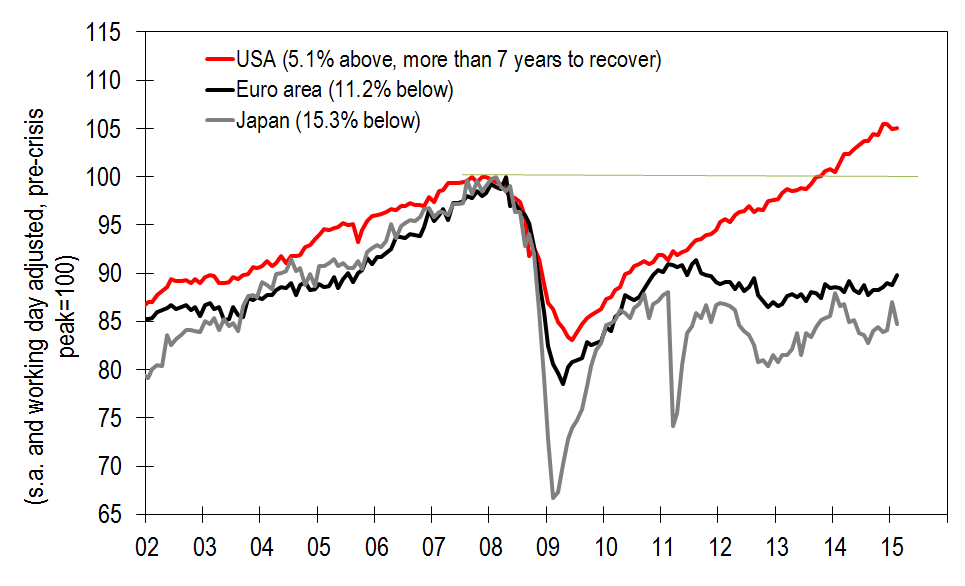 (s.a. and working day adjusted, pre-crisis
peak=100)
115
110
105
100
95
90
85
80
75
70
65
USA (5.1% above, more than 7 years to recover)
Euro area (11.2% below)
Japan (15.3% below)
02 03 04 05 06 07 08 09 10 11 12 13 14 15